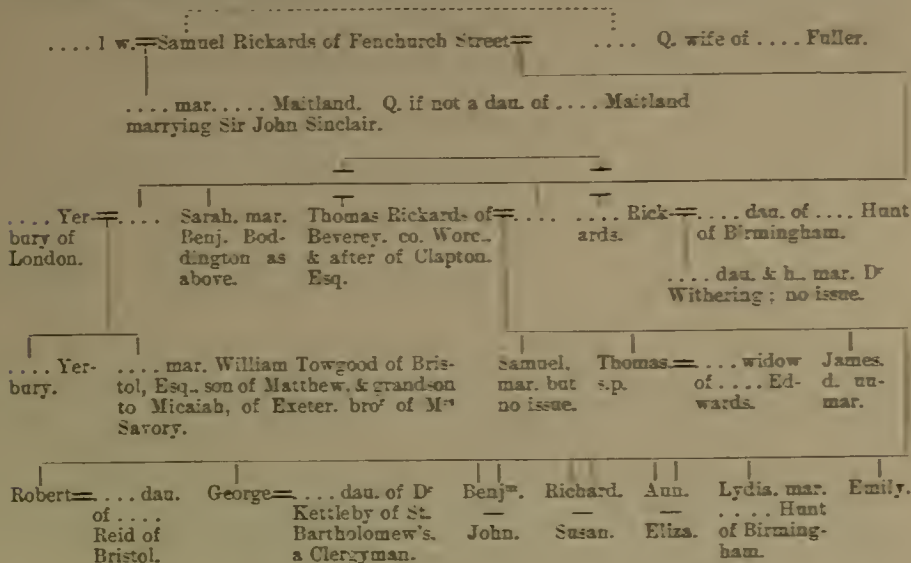 .... 1 w.=Samuel Rickards of Fenchurch Street= .... Q. wife of .... Fuller.
.... mar. .... Maitland. Q. if not a dau. of .... Maitland
marrying Sir John Sinclair.
.... Yer-
bury of
London.
=....
Sarah, mar.
Benj. Bod-
dington as
above.
Thomas Rickards of
Beverey, co. Worc.,
& after of Clapton,
Esq.
=....
.... Rick-
ards.
=.... dau. of .... Hunt
of Birmingham.
.... dau. & h., mar. Dr
Withering; no issue.
.... Yer-
bury.
.... mar. William Towgood of Bris-
tol, Esq., son of Matthew, & grandson
to Micaiah, of Exeter, bror of Mrs
Savory.
Samuel,
mar. but
no issue.
Thomas=
s.p.
.... widow
of .... Ed-
wards.
James,
d. un-
mar.
Robert=
.... dau.
of ....
Reid of
Bristol.
George=
.... dau. of Dr
Kettleby of St.
Bartholomew's,
a Clergyman.
Benjm.
—
John.
Richard.
—
Susan.
Ann.
—
Eliza.
Lydia, mar.
.... Hunt
of Birming-
ham.
Emily.